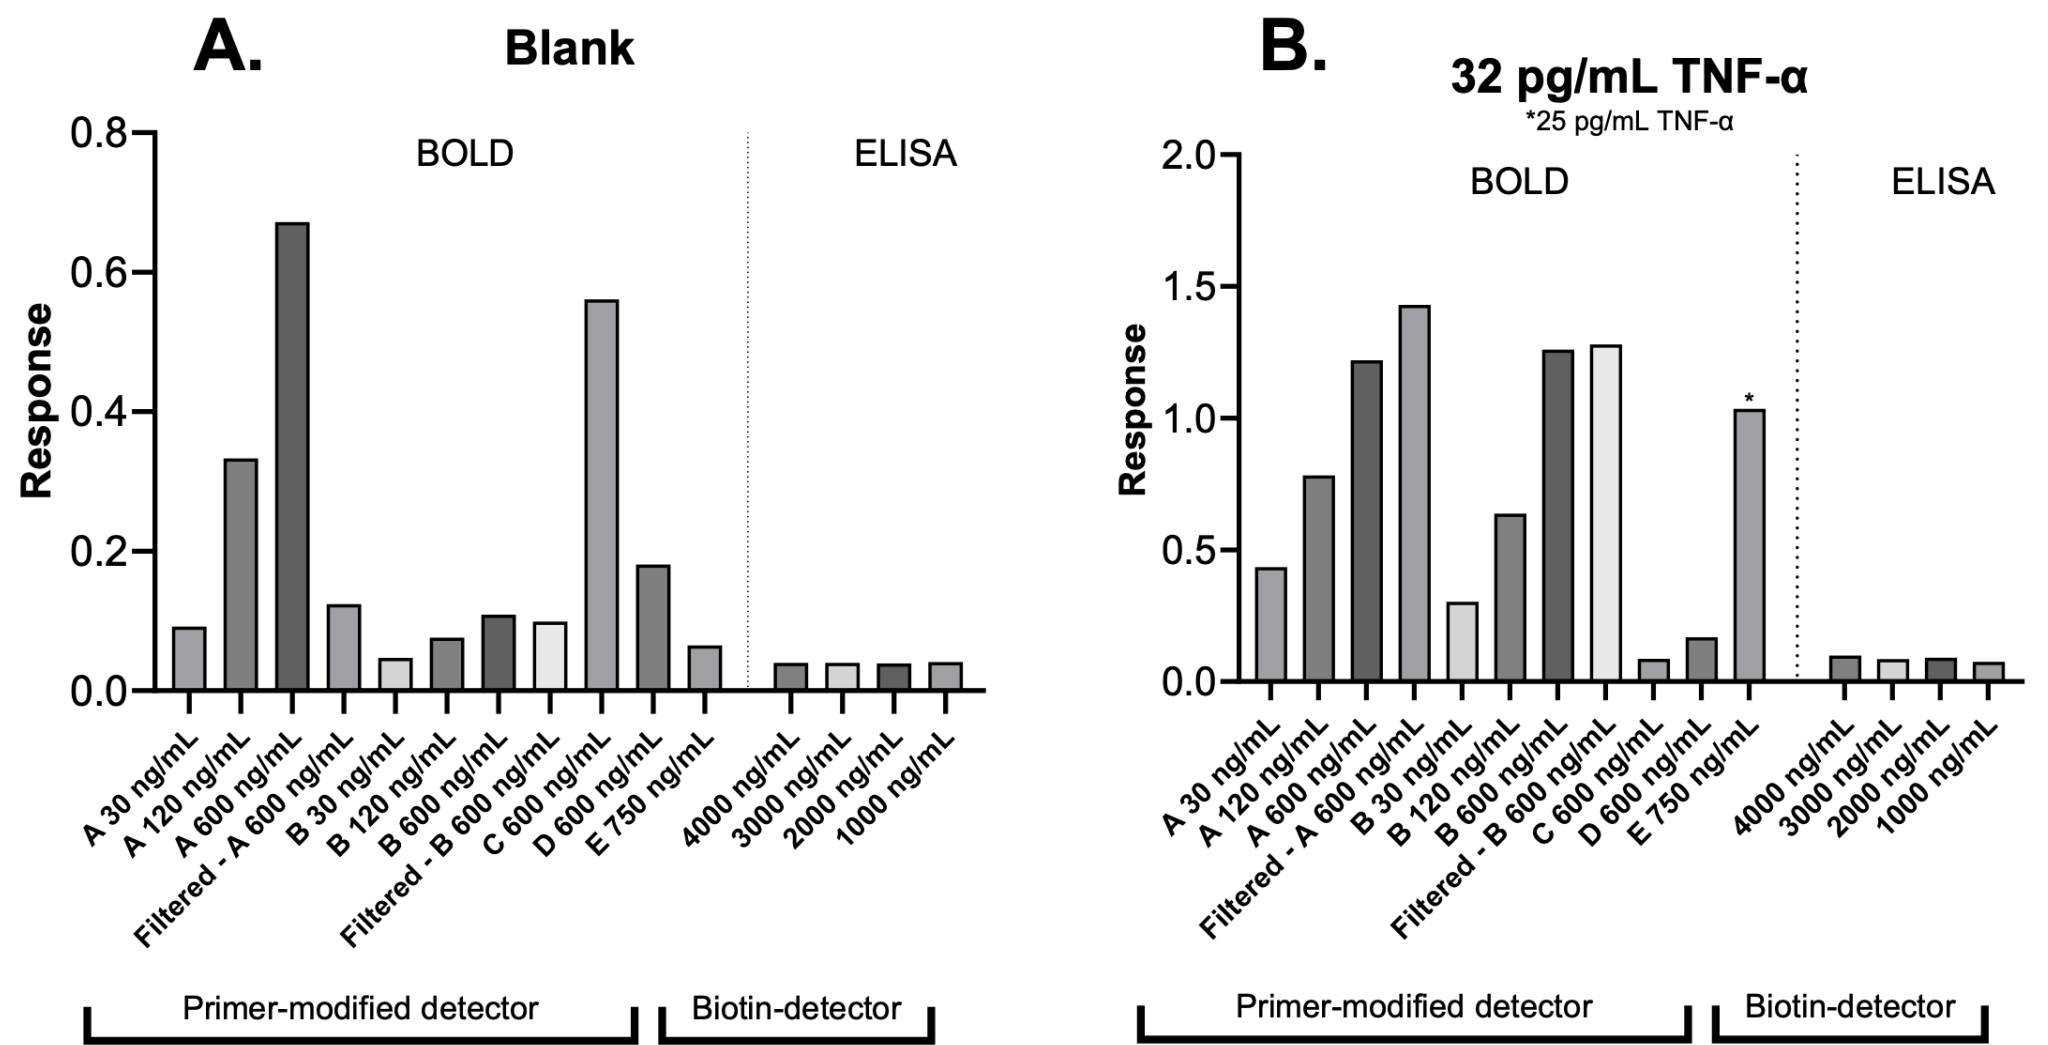 A.
Blank
0.8
0.6
0.4
0.2
0.0
Response
BOLD
ELISA
A 30 ng/mL
A 120 ng/mL
A 600 ng/mL
Filtered - A 600 ng/mL
B 30 ng/mL
B 120 ng/mL
B 600 ng/mL
Filtered - B 600 ng/mL
C 600 ng/mL
D 600 ng/mL
E 750 ng/mL
4000 ng/mL
3000 ng/mL
2000 ng/mL
1000 ng/mL
Primer-modified detector
Biotin-detector
B.
32 pg/mL TNF-α
*25 pg/mL TNF-α
2.0
1.5
1.0
0.5
0.0
Response
BOLD
ELISA
*
A 30 ng/mL
A 120 ng/mL
A 600 ng/mL
Filtered - A 600 ng/mL
B 30 ng/mL
B 120 ng/mL
B 600 ng/mL
Filtered - B 600 ng/mL
C 600 ng/mL
D 600 ng/mL
E 750 ng/mL
4000 ng/mL
3000 ng/mL
2000 ng/mL
1000 ng/mL
Primer-modified detector
Biotin-detector